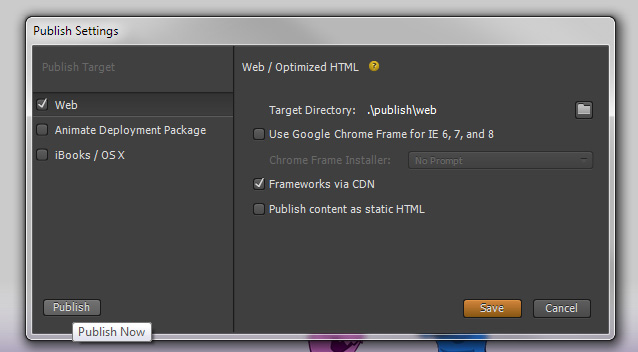 Publish Settings
Publish Target
Web
Animate Deployment Package
iBooks / OS X
Web / Optimized HTML ?
Target Directory: .\publish\web
Use Google Chrome Frame for IE 6, 7, and 8
Chrome Frame Installer: No Prompt
Frameworks via CDN
Publish content as static HTML
Publish
Save
Cancel
Publish Now